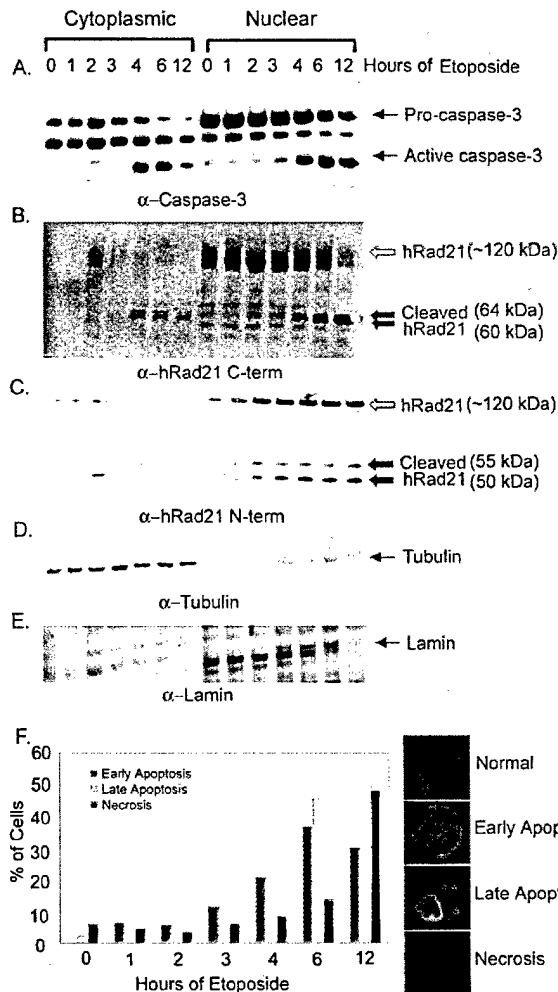 Cytoplasmic Nuclear
A. 0 1 2 3 4 6 12 0 1 2 3 4 6 12 Hours of Etoposide
Pro-caspase-3
Active caspase-3
α-Caspase-3
B.
hRad21 (~120 kDa)
Cleaved (64 kDa)
hRad21 (60 kDa)
α-hRad21 C-term
C.
hRad21 (~120 kDa)
Cleaved (55 kDa)
hRad21 (50 kDa)
α-hRad21 N-term
D.
Tubulin
α-Tubulin
E.
Lamin
α-Lamin
F.
60
50
40
30
20
10
0
% of Cells
Early Apoptosis
Late Apoptosis
Necrosis
0 1 2 3 4 6 12
Hours of Etoposide
Normal
Early Apop
Late Apop
Necrosis